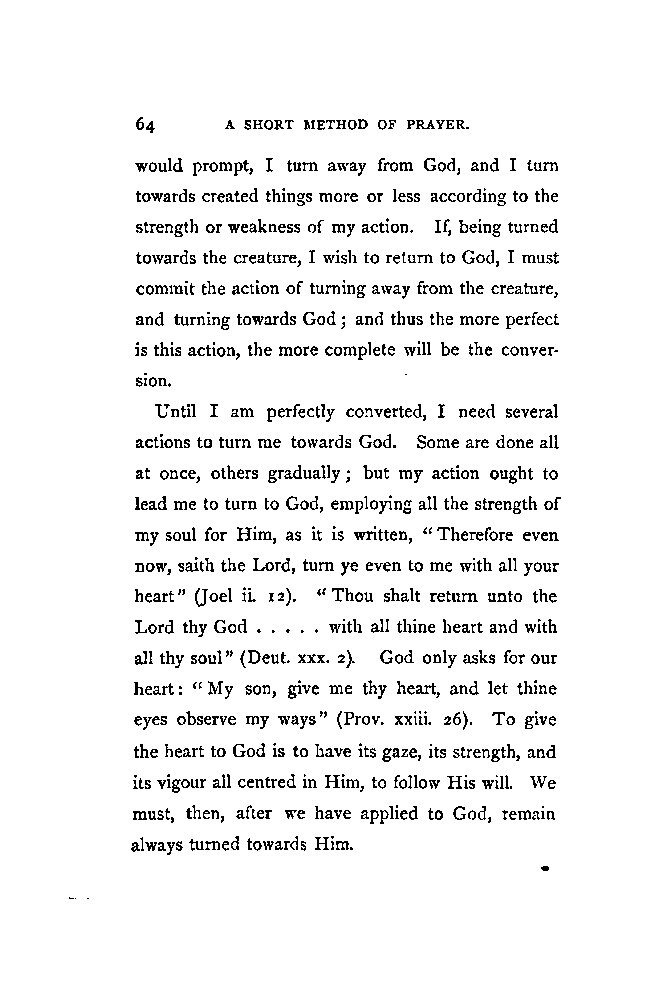 64 A SHORT METHOD OF PRAYER.
would prompt, I turn away from God, and I turn
towards created things more or less according to the
strength or weakness of my action. If, being turned
towards the creature, I wish to return to God, I must
commit the action of turning away from the creature,
and turning towards God; and thus the more perfect
is this action, the more complete will be the conver-
sion.
Until I am perfectly converted, I need several
actions to turn me towards God. Some are done all
at once, others gradually; but my action ought to
lead me to turn to God, employing all the strength of
my soul for Him, as it is written, “Therefore even
now, saith the Lord, turn ye even to me with all your
heart” (Joel ii. 12). “Thou shalt return unto the
Lord thy God . . . . . with all thine heart and with
all thy soul” (Deut. xxx. 2). God only asks for our
heart: “My son, give me thy heart, and let thine
eyes observe my ways” (Prov. xxiii. 26). To give
the heart to God is to have its gaze, its strength, and
its vigour all centred in Him, to follow His will. We
must, then, after we have applied to God, remain
always turned towards Him.